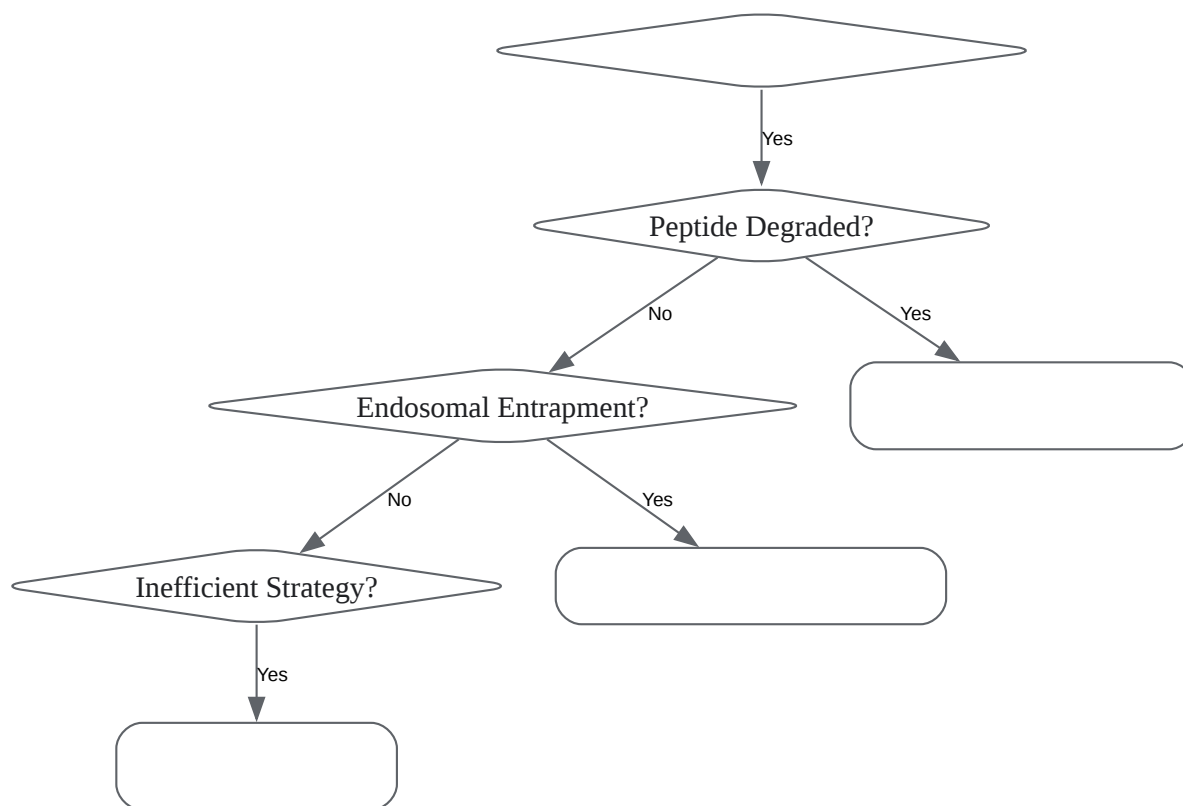 Yes
Peptide Degraded?
No
Yes
Endosomal Entrapment?
No
Yes
Inefficient Strategy?
Yes